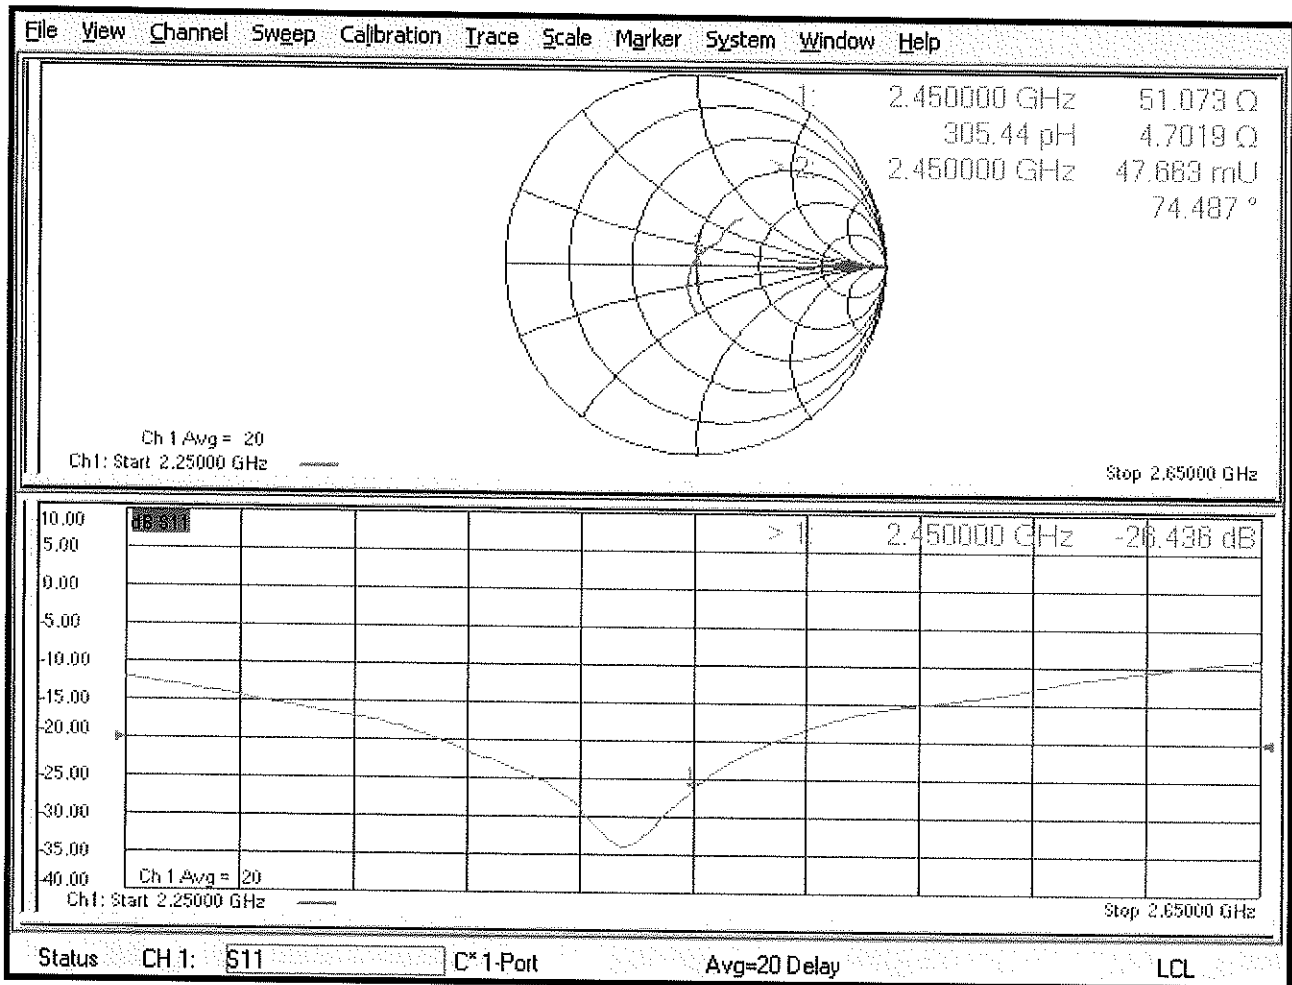 File View Channel Sweep Calibration Trace Scale Marker System Window Help
1: 2.450000 GHz 51.073 Ω
305.44 pH 4.7019 Ω
> 2: 2.450000 GHz 47.663 mU
74.487 °
1
Ch 1 Avg = 20
Ch1: Start 2.25000 GHz
Stop 2.65000 GHz
10.00
dB S11
> 1: 2.450000 GHz -26.436 dB
5.00
0.00
-5.00
-10.00
-15.00
-20.00
-25.00
1
-30.00
-35.00
-40.00
Ch 1 Avg = 20
Ch1: Start 2.25000 GHz
Stop 2.65000 GHz
Status CH 1: S11 C* 1-Port Avg=20 Delay LCL